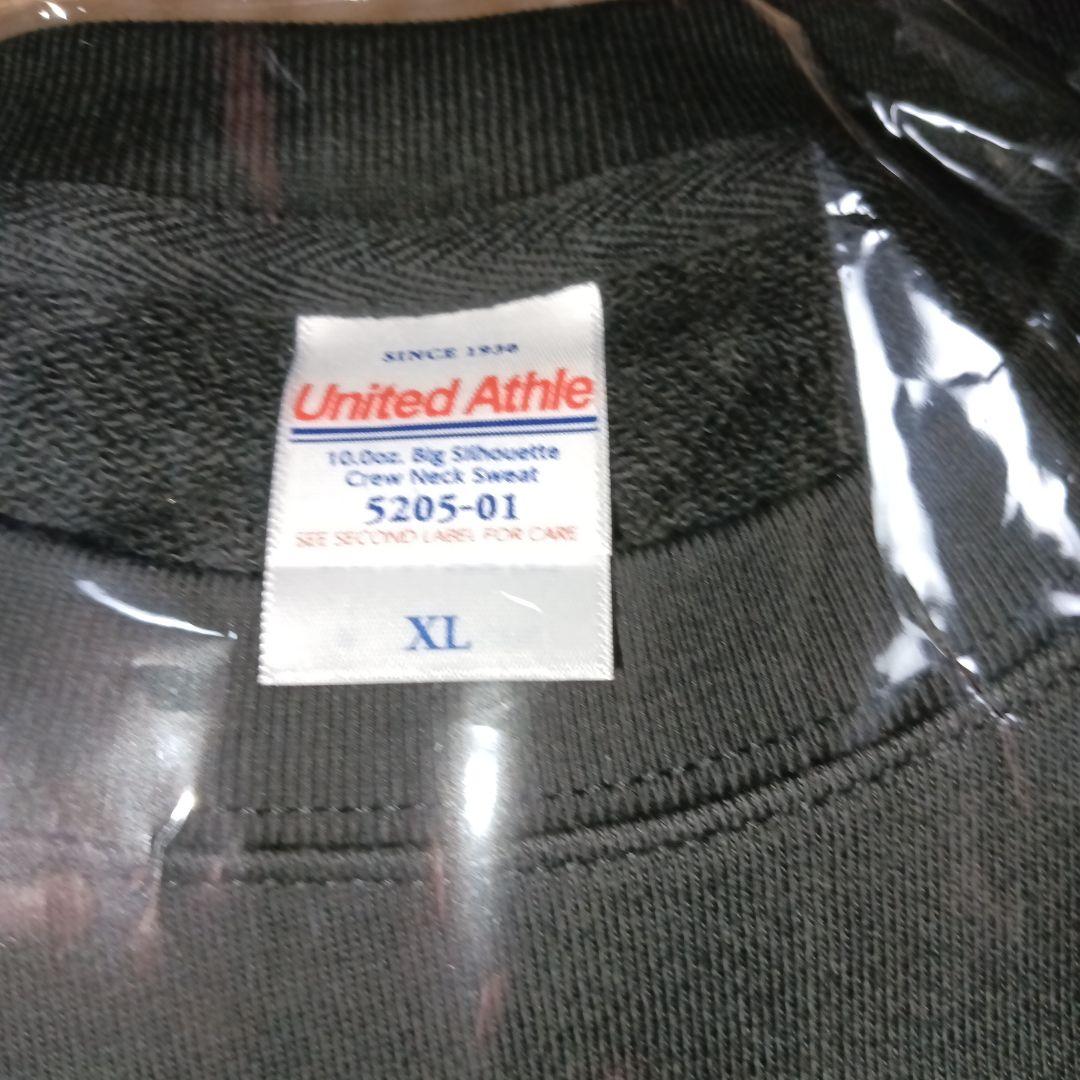 SINCE 1930
United Athle
10.0oz. Big Silhouette
Crew Neck Sweat
5205-01
SEE SECOND LABEL FOR CARE
XL